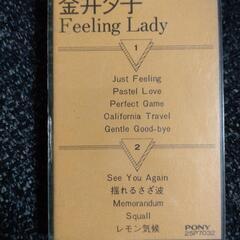 金井夕子
Feeling Lady
1
Just Feeling
Pastel Love
Perfect Game
California Travel
Gentle Good-bye
2
See You Again
揺れるさざ波
Memorandum
Squall
レモン気候
PONY
25P7032